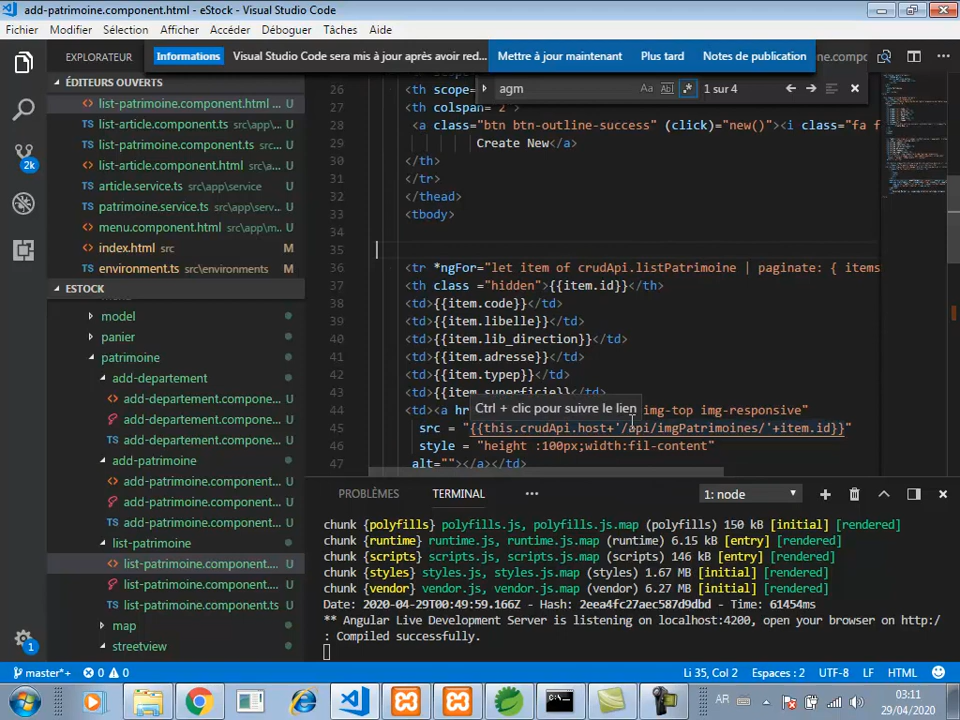 add-patrimoine.component.html - eStock - Visual Studio Code
Fichier Modifier Sélection Afficher Accéder Déboguer Tâches Aide
EXPLORATEUR
Informations Visual Studio Code sera mis à jour après avoir red... Mettre à jour maintenant Plus tard Notes de publication
.compc
ÉDITEURS OUVERTS
list-patrimoine.component.html ... U
list-article.component.ts src\app\... U
list-patrimoine.component.ts src... U
list-article.component.html src\a... U
article.service.ts src\app\service U
patrimoine.service.ts src\app\serv... U
menu.component.html src\app\m... U
index.html src M
environment.ts src\environments M
ESTOCK
model
panier
patrimoine
add-departement
add-departement.compone... U
add-departement.compone... U
add-departement.compone... U
add-patrimoine
add-patrimoine.component.... U
add-patrimoine.component.... U
add-patrimoine.component.... U
list-patrimoine
list-patrimoine.component.... U
list-patrimoine.component.... U
list-patrimoine.component.ts U
map
streetview
agm Aa Abl .* 1 sur 4
26 <th scope=
27 <th colspan="2">
28 <a class="btn btn-outline-success" (click)="new()"><i class="fa f
29 Create New</a>
30 </th>
31 </tr>
32 </thead>
33 <tbody>
34
35
36 <tr *ngFor="let item of crudApi.listPatrimoine | paginate: { items
37 <th class ="hidden">{{item.id}}</th>
38 <td>{{item.code}}</td>
39 <td>{{item.libelle}}</td>
40 <td>{{item.lib_direction}}</td>
41 <td>{{item.adresse}}</td>
42 <td>{{item.typep}}</td>
43 <td>{{item.superficie}}</td>
Ctrl + clic pour suivre le lien
44 <td><a hr img-top img-responsive"
45 src = "{{this.crudApi.host+'/api/imgPatrimoines/'+item.id}}"
46 style = "height :100px;width:fil-content"
47 alt=""></a></td>
PROBLÈMES TERMINAL ... 1: node
chunk {polyfills} polyfills.js, polyfills.js.map (polyfills) 150 kB [initial] [rendered]
chunk {runtime} runtime.js, runtime.js.map (runtime) 6.15 kB [entry] [rendered]
chunk {scripts} scripts.js, scripts.js.map (scripts) 146 kB [entry] [rendered]
chunk {styles} styles.js, styles.js.map (styles) 1.67 MB [initial] [rendered]
chunk {vendor} vendor.js, vendor.js.map (vendor) 6.27 MB [initial] [rendered]
Date: 2020-04-29T00:49:59.166Z - Hash: 2eea4fc27aec587d9dbd - Time: 61454ms
** Angular Live Development Server is listening on localhost:4200, open your browser on http:/
: Compiled successfully.
2k
1
master*+ 0 0 Li 35, Col 2 Espaces : 2 UTF-8 LF HTML
AR 03:11
29/04/2020